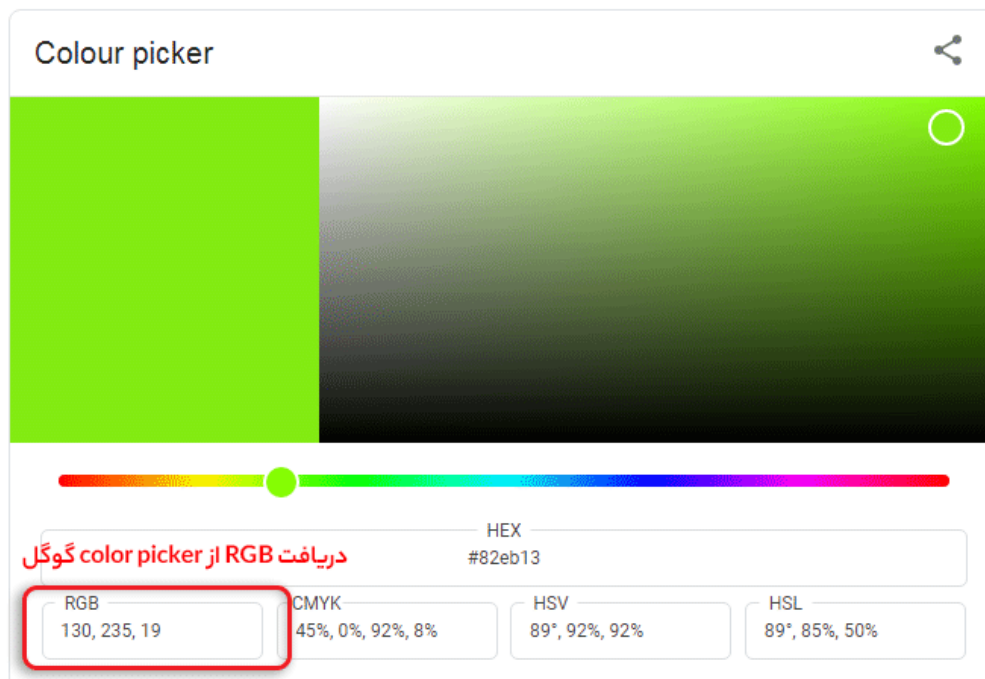 Colour picker
HEX
دریافت RGB از color picker گوگل
#82eb13
RGB
130, 235, 19
CMYK
45%, 0%, 92%, 8%
HSV
89°, 92%, 92%
HSL
89°, 85%, 50%